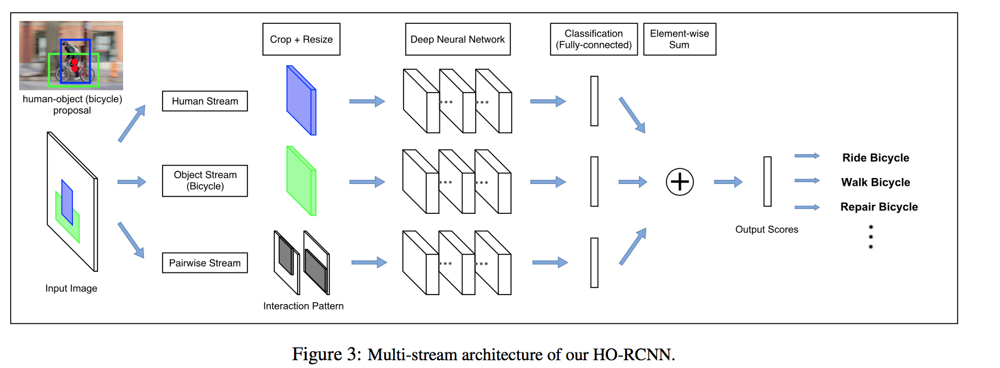 Crop + Resize
Deep Neural Network
Classification
(Fully-connected)
Element-wise
Sum
human-object (bicycle)
proposal
Human Stream
Object Stream
(Bicycle)
Pairwise Stream
Input Image
Interaction Pattern
Output Scores
Ride Bicycle
Walk Bicycle
Repair Bicycle
Figure 3: Multi-stream architecture of our HO-RCNN.